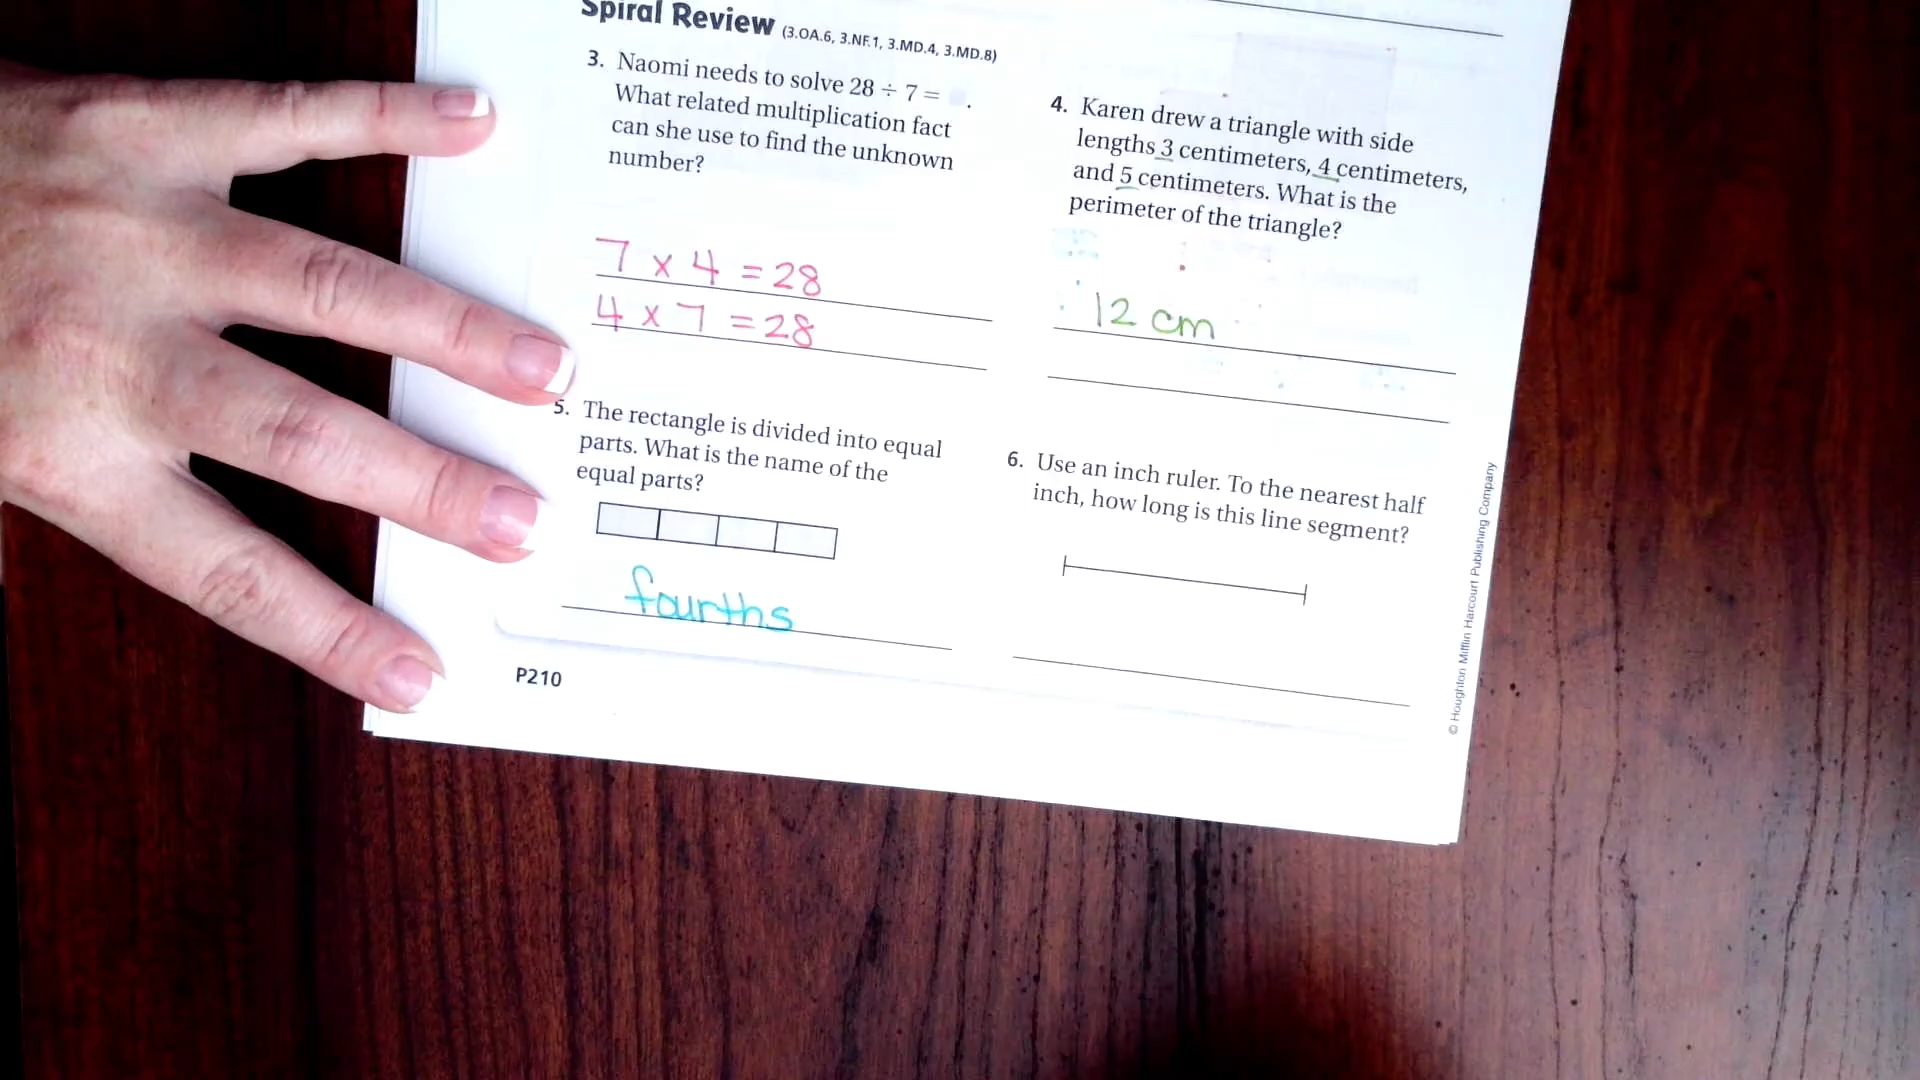 Spiral Review (3.OA.6, 3.NF.1, 3.MD.4, 3.MD.8)
3. Naomi needs to solve 28 ÷ 7 = .
What related multiplication fact
can she use to find the unknown
number?
7 x 4 = 28
4 x 7 = 28
4. Karen drew a triangle with side
lengths 3 centimeters, 4 centimeters,
and 5 centimeters. What is the
perimeter of the triangle?
12 cm
5. The rectangle is divided into equal
parts. What is the name of the
equal parts?
fourths
6. Use an inch ruler. To the nearest half
inch, how long is this line segment?
P210
© Houghton Mifflin Harcourt Publishing Company